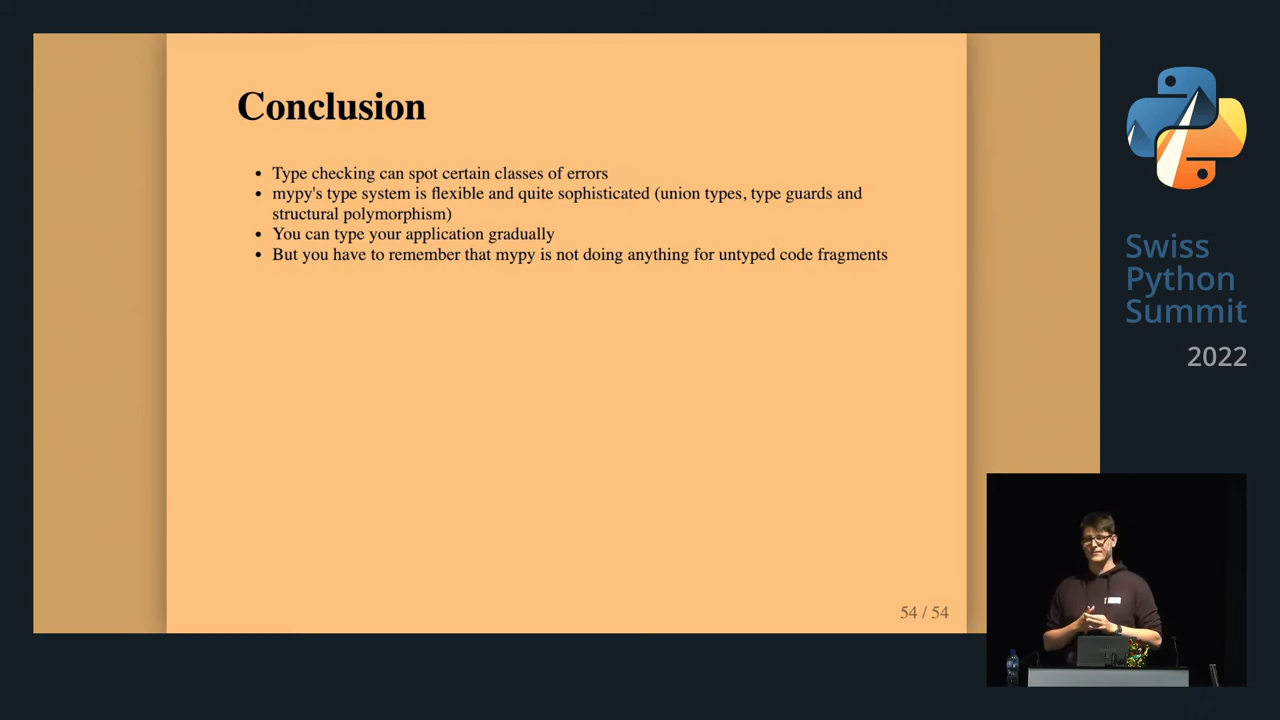 Conclusion
• Type checking can spot certain classes of errors
• mypy's type system is flexible and quite sophisticated (union types, type guards and
structural polymorphism)
• You can type your application gradually
• But you have to remember that mypy is not doing anything for untyped code fragments
54 / 54
Swiss
Python
Summit
2022